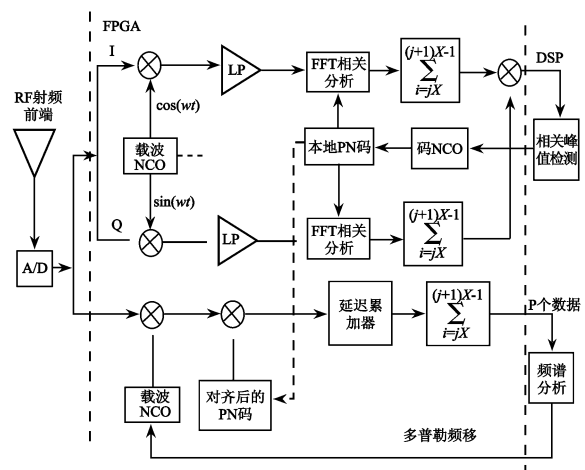 FPGA
I
DSP
RF射频
前端
LP
FFT相关
分析
(j+1)X-1
∑
i=jX
cos(wt)
载波
NCO
本地PN码
码NCO
相关峰
值检测
sin(wt)
Q
LP
FFT相关
分析
(j+1)X-1
∑
i=jX
A/D
延迟累
加器
(j+1)X-1
∑
i=jX
P个数据
载波
NCO
对齐后的
PN码
频谱
分析
多普勒频移